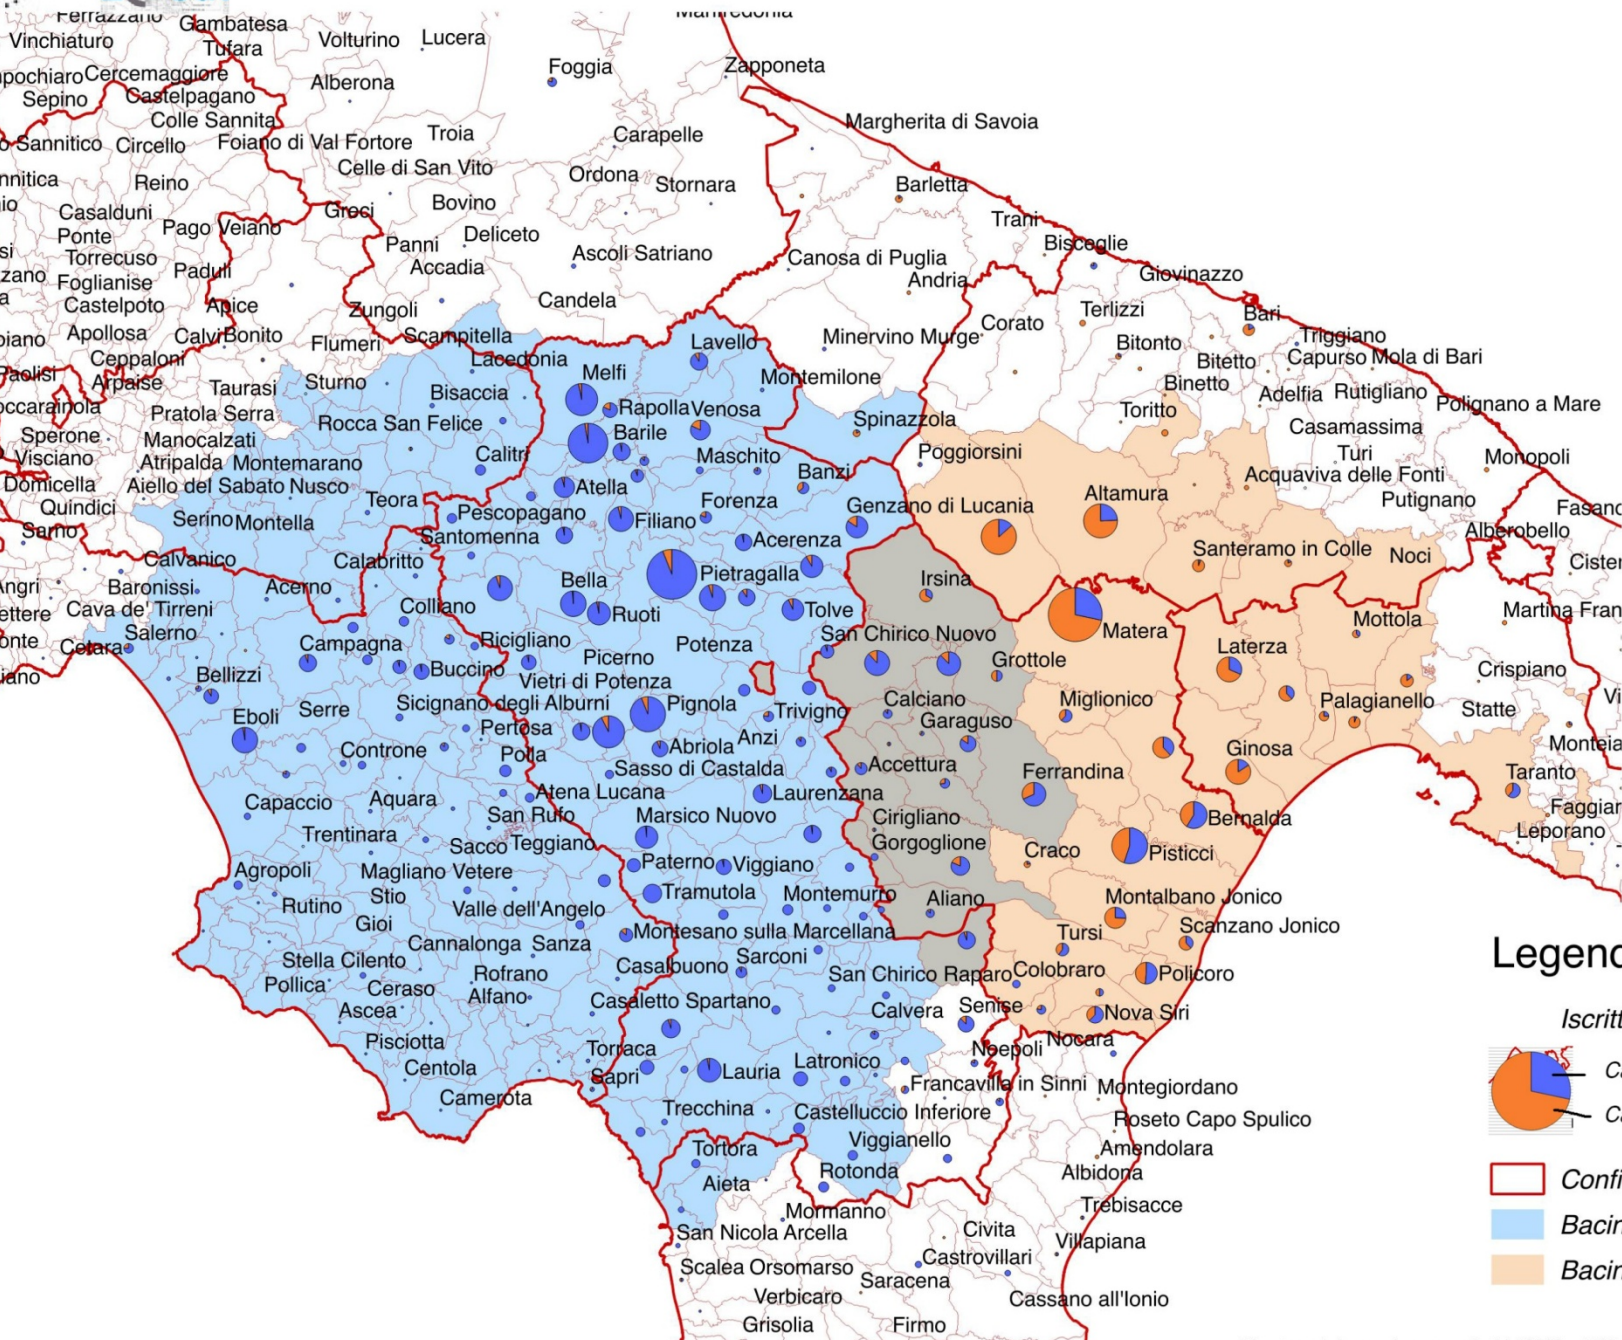 Gambatesa
Vinchiaturo
Tufara
Volturino
Lucera
Foggia
Zapponeta
Cercemaggiore
Alberona
Sepino
Castelpagano
Colle Sannita
Margherita di Savoia
Sannitico
Circello
Foiano di Val Fortore
Troia
Carapelle
Celle di San Vito
Ordona
Stornara
Barletta
Reino
Casalduni
Greci
Bovino
Trani
Ponte
Pago Veiano
Deliceto
Bisceglie
Torrecuso
Panni
Accadia
Ascoli Satriano
Canosa di Puglia
Giovinazzo
Foglianise
Paduli
Andria
Castelpoto
Apice
Zungoli
Candela
Terlizzi
Bari
Apollosa
Calvi
Bonito
Flumeri
Scampitella
Lavello
Minervino Murge
Corato
Bitonto
Triggiano
Ceppaloni
Lacedonia
Bitetto
Capurso
Mola di Bari
Paolisi
Arpaise
Taurasi
Sturno
Bisaccia
Melfi
Montemilone
Binetto
Adelfia
Rutigliano
Pratola Serra
Rocca San Felice
Rapolla
Venosa
Spinazzola
Toritto
Polignano a Mare
Sperone
Manocalzati
Barile
Casamassima
Visciano
Atripalda
Montemarano
Calitri
Maschito
Banzi
Poggiorsini
Turi
Monopoli
Domicella
Aiello del Sabato
Nusco
Teora
Atella
Forenza
Genzano di Lucania
Altamura
Acquaviva delle Fonti
Putignano
Quindici
Serino
Montella
Pescopagano
Filiano
Alberobello
Sarno
Santomenna
Acerenza
Santeramo in Colle
Noci
Calvanico
Calabritto
Baronissi
Acerno
Bella
Pietragalla
Irsina
Cava de' Tirreni
Colliano
Ruoti
Tolve
Matera
Mottola
Salerno
Campagna
Ricigliano
Potenza
San Chirico Nuovo
Laterza
Cetara
Bellizzi
Buccino
Picerno
Grottole
Crispiano
Vietri di Potenza
Eboli
Serre
Sicignano degli Alburni
Pignola
Trivigno
Calciano
Miglionico
Palagianello
Statte
Pertosa
Garaguso
Controne
Polla
Abriola
Anzi
Ginosa
Sasso di Castalda
Accettura
Ferrandina
Taranto
Capaccio
Aquara
Atena Lucana
Laurenzana
San Rufo
Marsico Nuovo
Cirigliano
Bernalda
Trentinara
Sacco
Teggiano
Gorgoglione
Leporano
Agropoli
Magliano Vetere
Paterno
Viggiano
Craco
Pisticci
Rutino
Stio
Valle dell'Angelo
Tramutola
Montemurro
Aliano
Montalbano Jonico
Gioi
Montesano sulla Marcellana
Tursi
Scanzano Jonico
Cannalonga
Sanza
Legend
Stella Cilento
Rofrano
Casalbuono
Sarconi
San Chirico Raparo
Colobraro
Policoro
Pollica
Ceraso
Alfano
Casaletto Spartano
Calvera
Senise
Nova Siri
Ascea
Pisciotta
Torraca
Latronico
Noepoli
Nocara
Centola
Sapri
Lauria
Francavilla in Sinni
Montegiordano
Camerota
Trecchina
Castelluccio Inferiore
Roseto Capo Spulico
Viggianello
Tortora
Amendolara
Aieta
Rotonda
Albidona
Mormanno
Trebisacce
San Nicola Arcella
Civita
Villapiana
Scalea
Orsomarso
Castrovillari
Saracena
Verbicaro
Cassano all'Ionio
Grisolia
Firmo